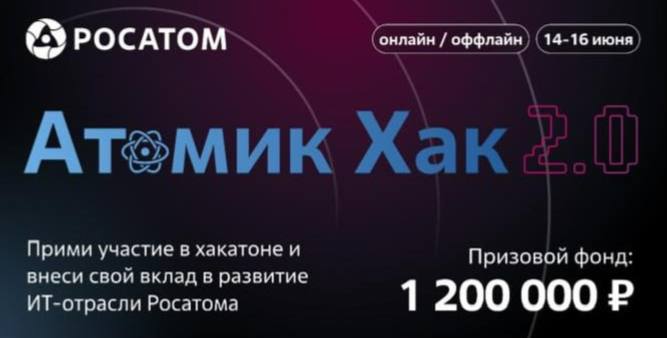 РОСАТОМ
онлайн / оффлайн
14-16 июня
Атомик Хак 2.0
Прими участие в хакатоне и
внеси свой вклад в развитие
ИТ-отрасли Росатома
Призовой фонд:
1 200 000 ₽